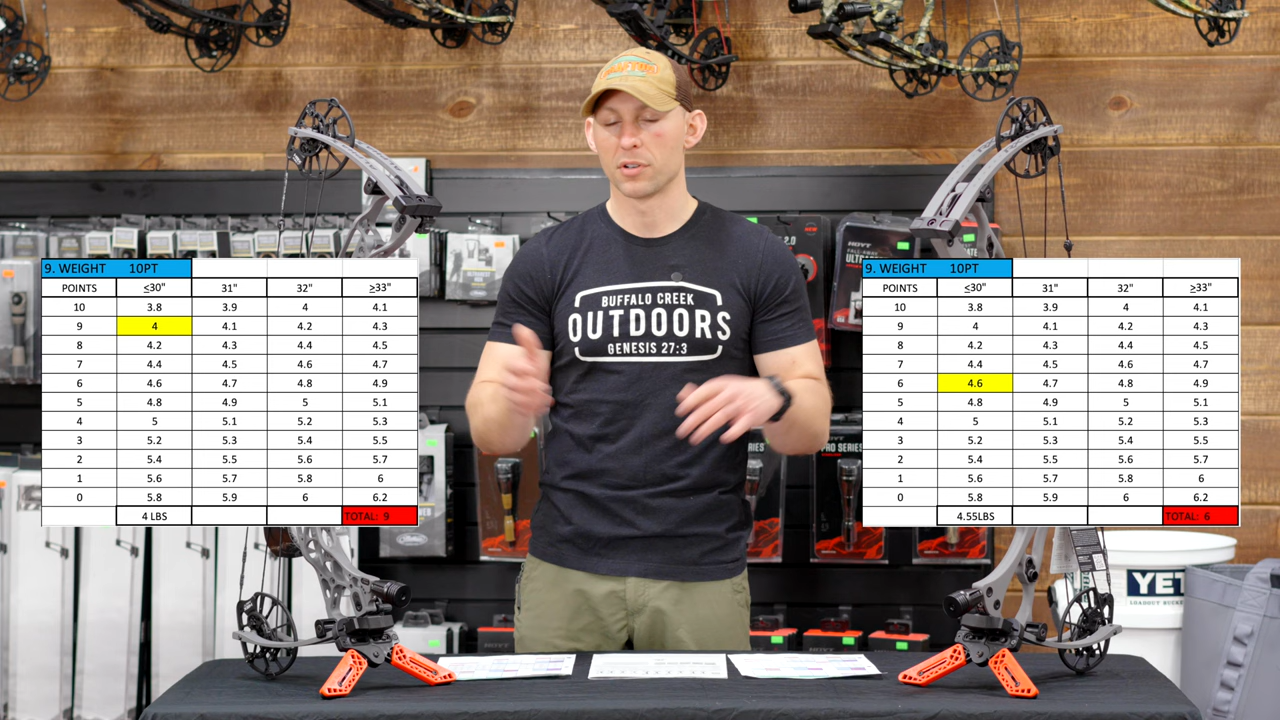 9. WEIGHT 10PT
POINTS ≤30" 31" 32" ≥33"
10 3.8 3.9 4 4.1
9 4 4.1 4.2 4.3
8 4.2 4.3 4.4 4.5
7 4.4 4.5 4.6 4.7
6 4.6 4.7 4.8 4.9
5 4.8 4.9 5 5.1
4 5 5.1 5.2 5.3
3 5.2 5.3 5.4 5.5
2 5.4 5.5 5.6 5.7
1 5.6 5.7 5.8 6
0 5.8 5.9 6 6.2
4 LBS TOTAL: 9
BUFFALO CREEK
OUTDOORS
GENESIS 27:3
HOYT
2.0
SERIES
PRO SERIES
9. WEIGHT 10PT
POINTS ≤30" 31" 32" ≥33"
10 3.8 3.9 4 4.1
9 4 4.1 4.2 4.3
8 4.2 4.3 4.4 4.5
7 4.4 4.5 4.6 4.7
6 4.6 4.7 4.8 4.9
5 4.8 4.9 5 5.1
4 5 5.1 5.2 5.3
3 5.2 5.3 5.4 5.5
2 5.4 5.5 5.6 5.7
1 5.6 5.7 5.8 6
0 5.8 5.9 6 6.2
4.55LBS TOTAL: 6
YET
LOADOUT BUCKET